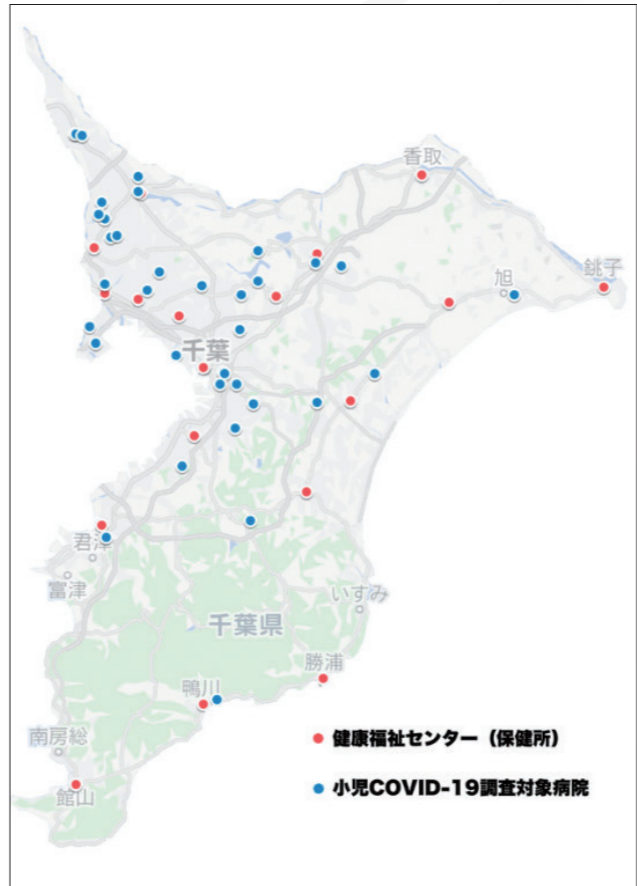 香取
銚子
旭
千葉
君津
富津
いすみ
千葉県
勝浦
鴨川
南房総
館山
健康福祉センター（保健所）
小児COVID-19調査対象病院